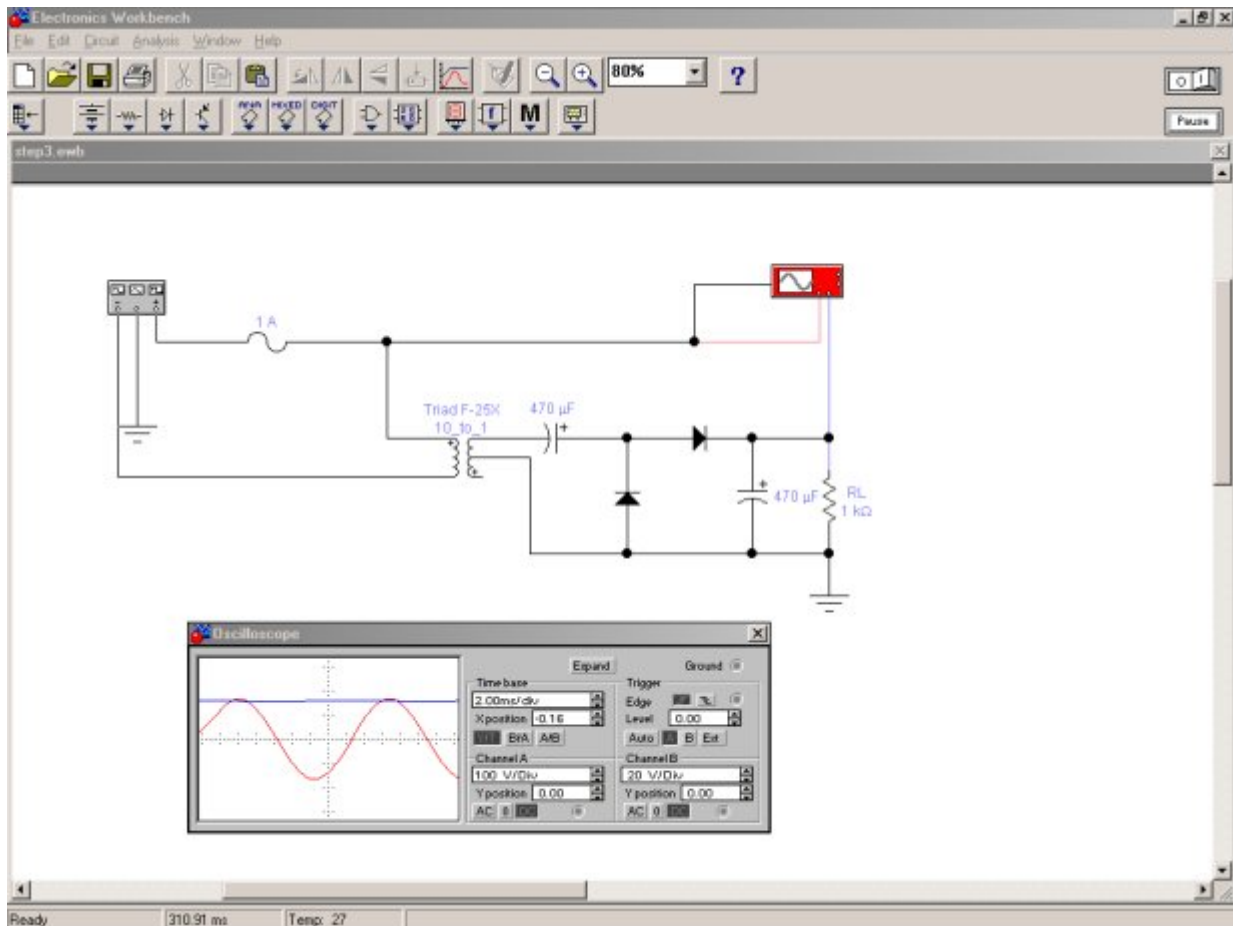 Electronics Workbench
File Edit Circuit Analysis Window Help
80%
?
ANA MIXED DIGIT
M
Pause
step3.ewb
1 A
Triad F-25X
10_to_1
470 µF
470 µF
RL
1 kΩ
Oscilloscope
Expand
Ground
Time base
2.00ms/div
X position -0.16
Y/T B/A A/B
Trigger
Edge
Level 0.00
Auto A B Ext
Channel A
100 V/Div
Y position 0.00
AC 0 DC
Channel B
20 V/Div
Y position 0.00
AC 0 DC
Ready
310.91 ms
Temp: 27